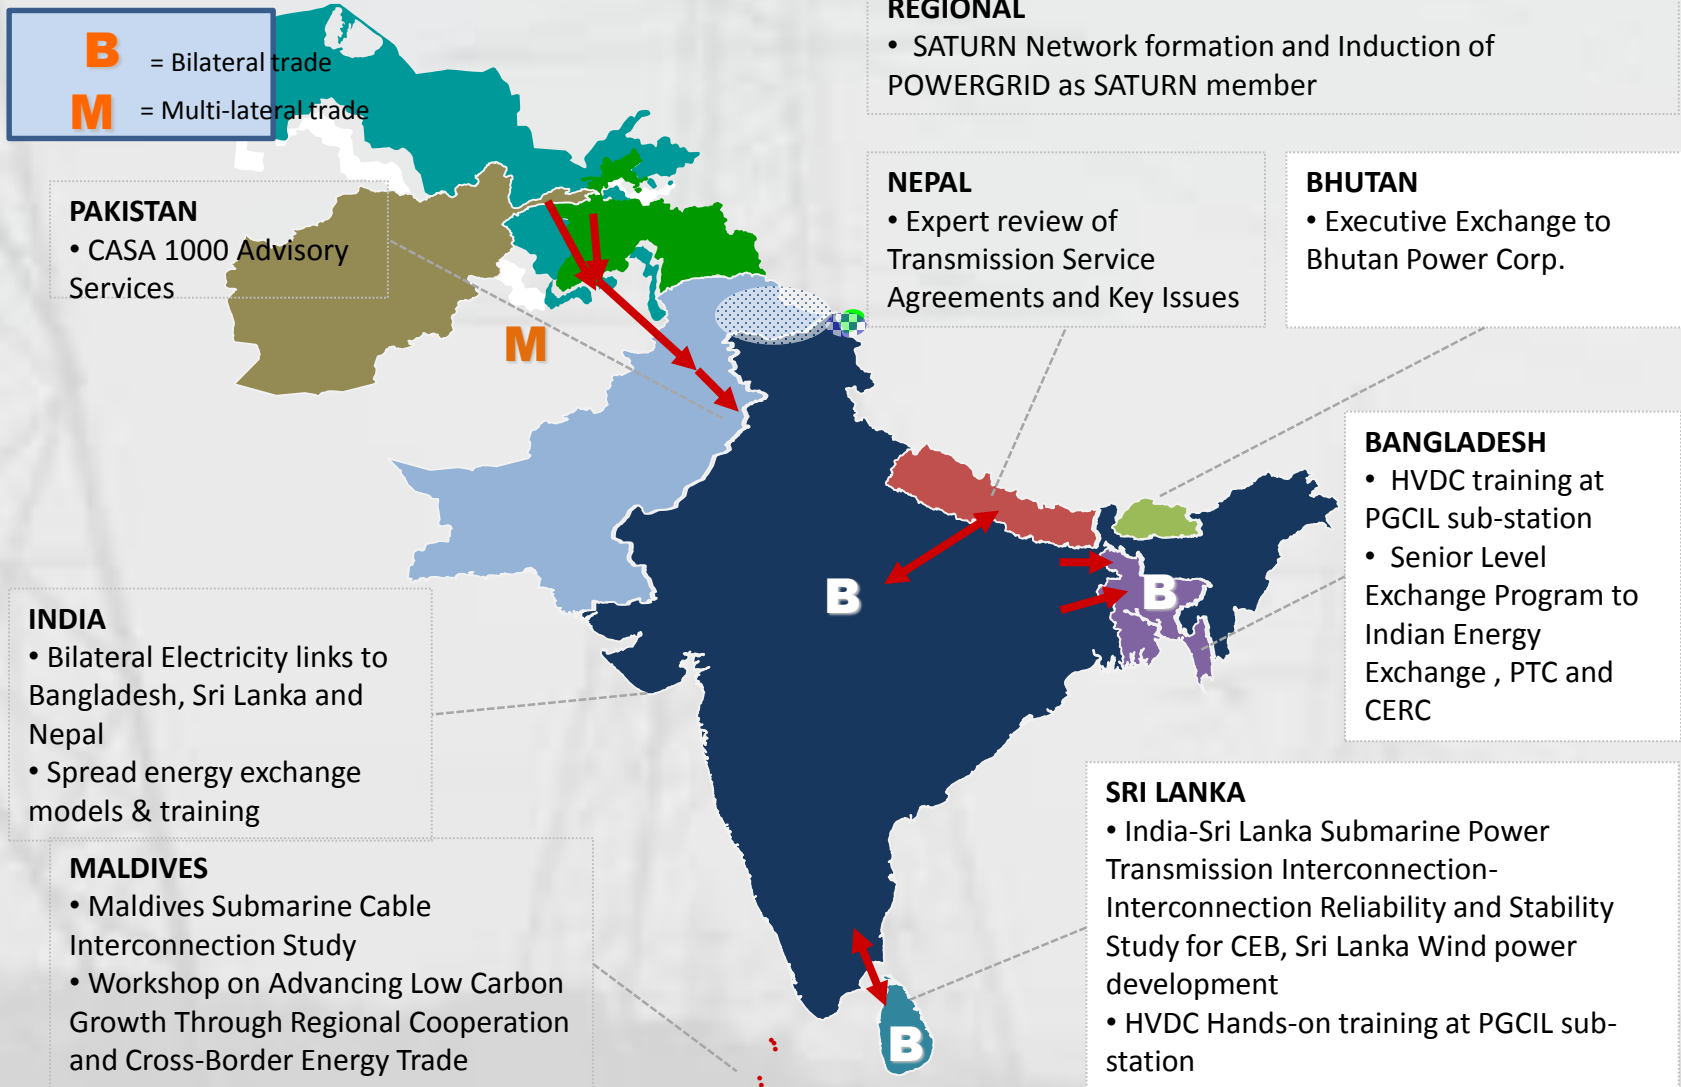 B = Bilateral trade
M = Multi-lateral trade
REGIONAL
• SATURN Network formation and Induction of
POWERGRID as SATURN member
PAKISTAN
• CASA 1000 Advisory
Services
NEPAL
• Expert review of
Transmission Service
Agreements and Key Issues
BHUTAN
• Executive Exchange to
Bhutan Power Corp.
M
BANGLADESH
• HVDC training at
PGCIL sub-station
• Senior Level
Exchange Program to
Indian Energy
Exchange , PTC and
CERC
B
B
INDIA
• Bilateral Electricity links to
Bangladesh, Sri Lanka and
Nepal
• Spread energy exchange
models & training
SRI LANKA
• India-Sri Lanka Submarine Power
Transmission Interconnection-
Interconnection Reliability and Stability
Study for CEB, Sri Lanka Wind power
development
• HVDC Hands-on training at PGCIL sub-
station
MALDIVES
• Maldives Submarine Cable
Interconnection Study
• Workshop on Advancing Low Carbon
Growth Through Regional Cooperation
and Cross-Border Energy Trade
B